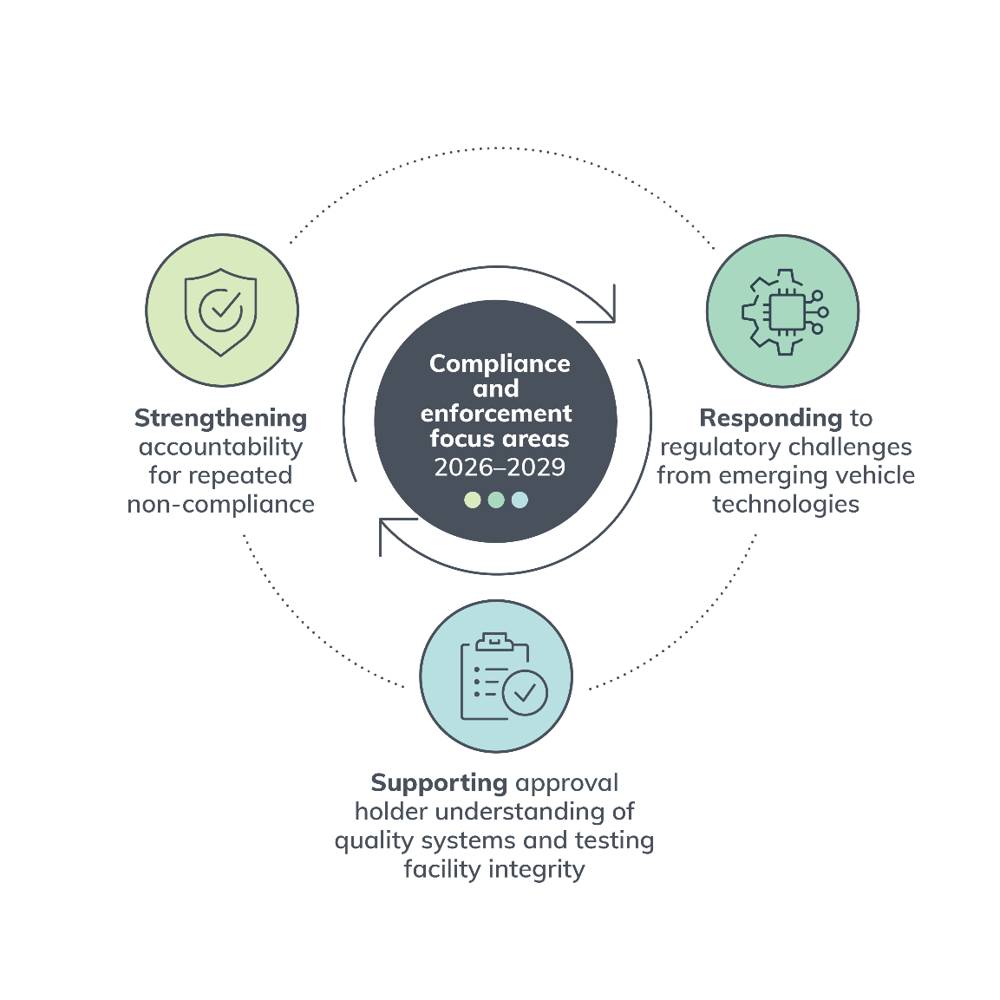 Compliance
and
enforcement
focus areas
2026–2029
Strengthening
accountability
for repeated
non-compliance
Responding to
regulatory challenges
from emerging vehicle
technologies
Supporting approval
holder understanding of
quality systems and testing
facility integrity